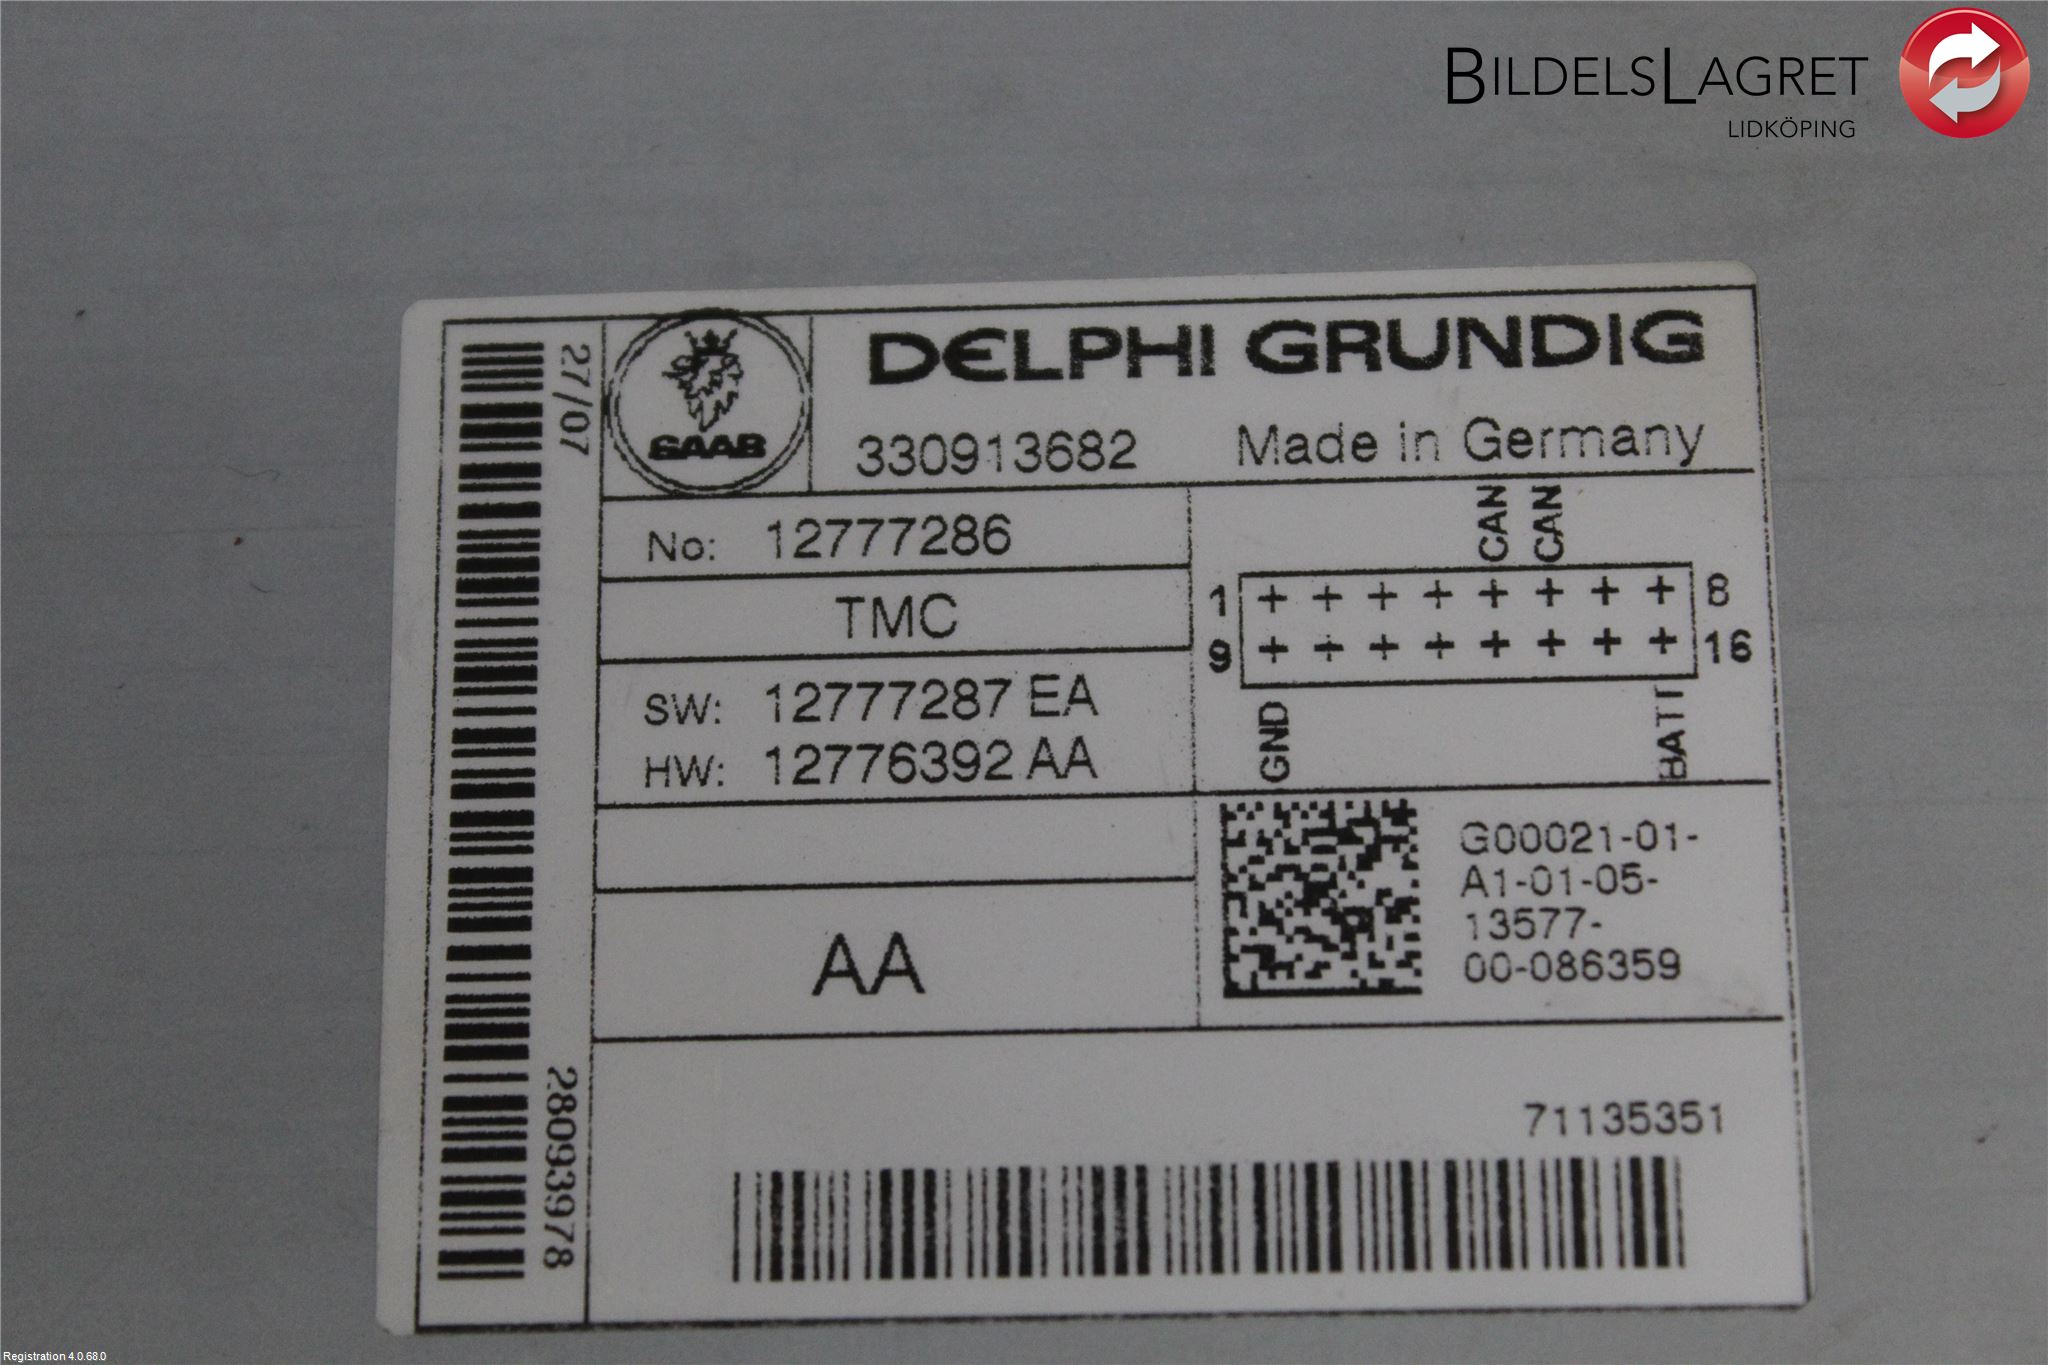 BILDELSLAGRET
LIDKÖPING
27/07
28093978
SAAB
DELPHI GRUNDIG
330913682 Made in Germany
No: 12777286
TMC
SW: 12777287 EA
HW: 12776392 AA
CAN CAN
1 + + + + + + + + 8
9 + + + + + + + + 16
GND BATT
G00021-01-
A1-01-05-
13577-
00-086359
AA
71135351
Registration 4.0.68.0